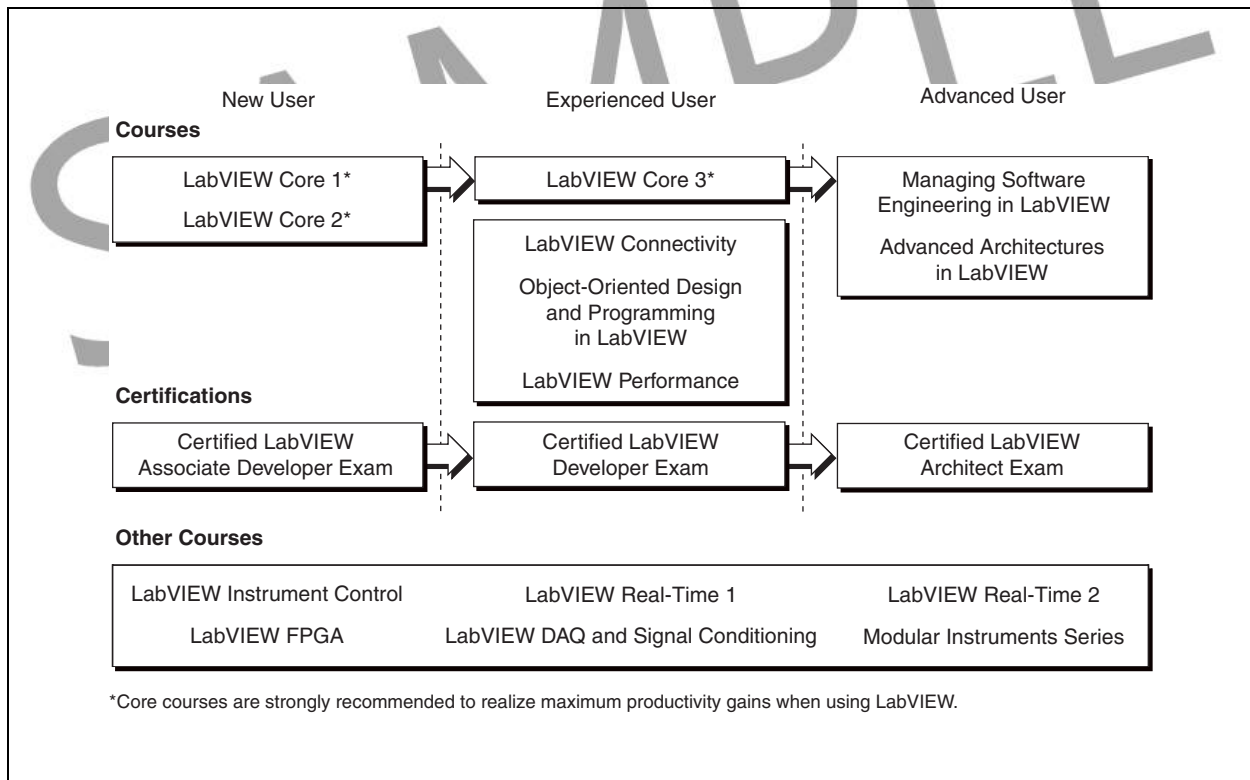 SAMPLE
New User
Experienced User
Advanced User
Courses
LabVIEW Core 1*
LabVIEW Core 2*
LabVIEW Core 3*
LabVIEW Connectivity
Object-Oriented Design
and Programming
in LabVIEW
LabVIEW Performance
Managing Software
Engineering in LabVIEW
Advanced Architectures
in LabVIEW
Certifications
Certified LabVIEW
Associate Developer Exam
Certified LabVIEW
Developer Exam
Certified LabVIEW
Architect Exam
Other Courses
LabVIEW Instrument Control
LabVIEW Real-Time 1
LabVIEW Real-Time 2
LabVIEW FPGA
LabVIEW DAQ and Signal Conditioning
Modular Instruments Series
*Core courses are strongly recommended to realize maximum productivity gains when using LabVIEW.